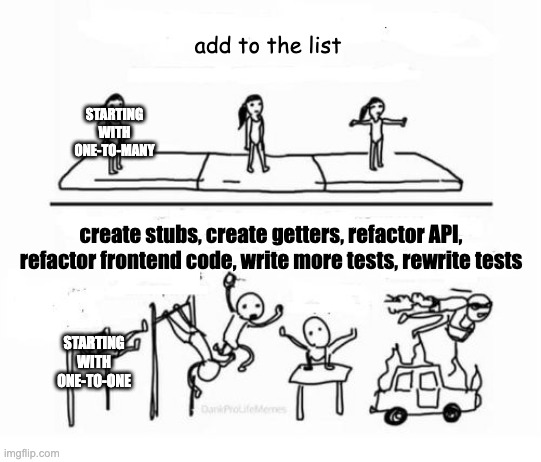 add to the list
STARTING
WITH
ONE-TO-MANY
create stubs, create getters, refactor API,
refactor frontend code, write more tests, rewrite tests
STARTING
WITH
ONE-TO-ONE
DankProLifeMemes
imgflip.com